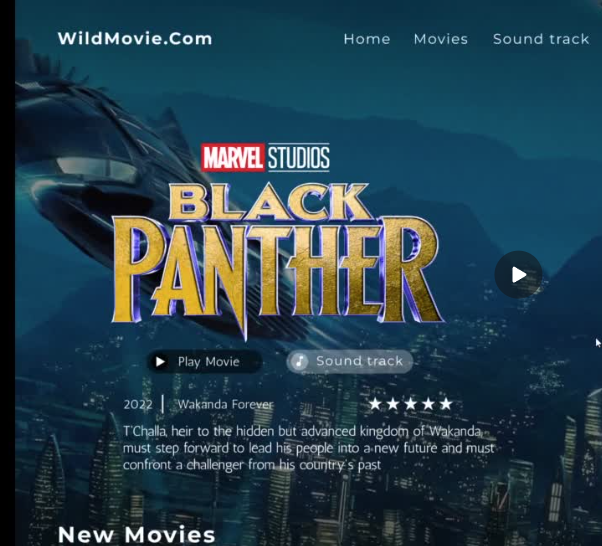 WildMovie.Com
Home Movies Sound track
MARVEL STUDIOS
BLACK
PANTHER
Play Movie Sound track
2022 | Wakanda Forever ★★★★★
T'Challa, heir to the hidden but advanced kingdom of Wakanda,
must step forward to lead his people into a new future and must
confront a challenger from his country's past
New Movies